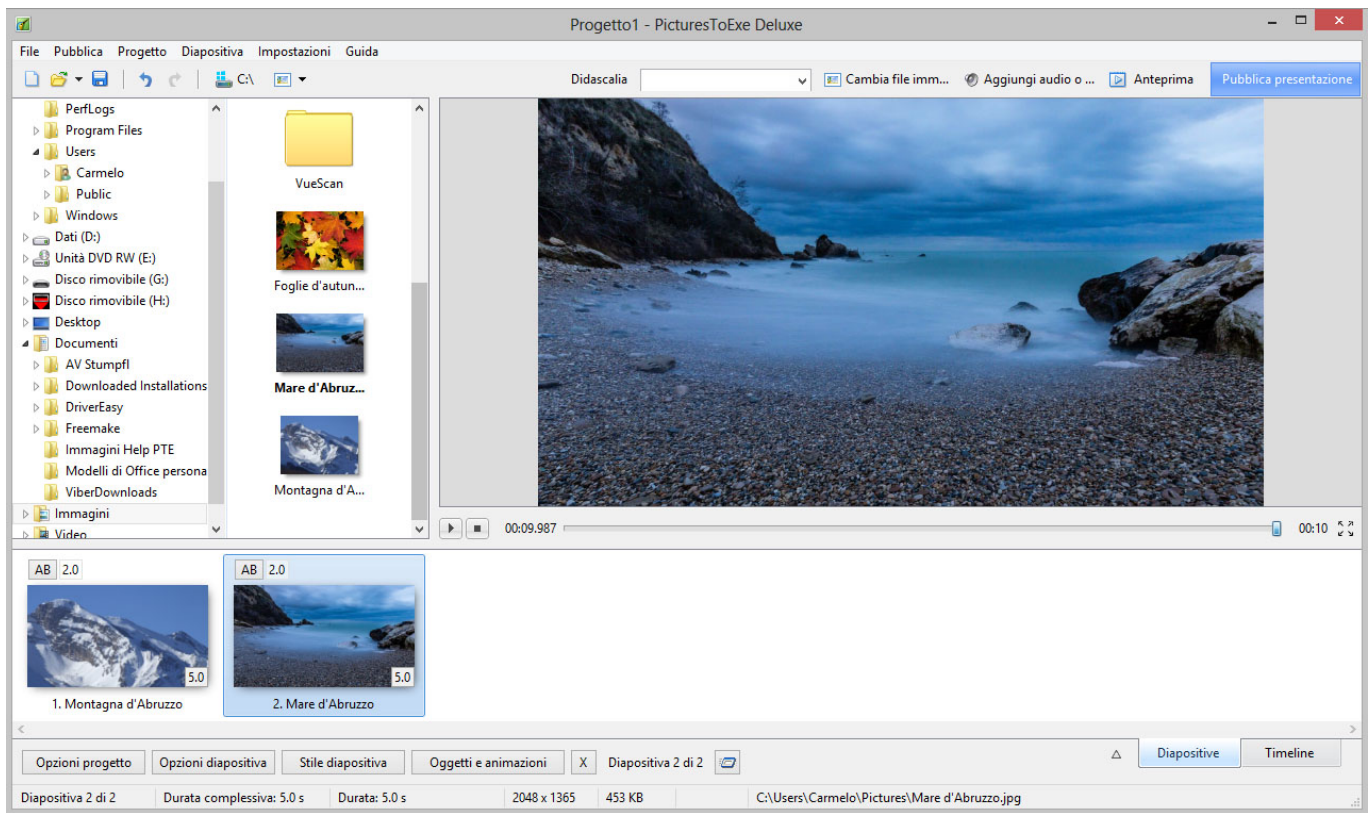 Progetto1 - PicturesToExe Deluxe
File Pubblica Progetto Diapositiva Impostazioni Guida
C:\ Didascalia Cambia file imm... Aggiungi audio o ... Anteprima Pubblica presentazione
PerfLogs
Program Files
Users
Carmelo
Public
Windows
Dati (D:)
Unità DVD RW (E:)
Disco rimovibile (G:)
Disco rimovibile (H:)
Desktop
Documenti
AV Stumpfl
Downloaded Installations
DriverEasy
Freemake
Immagini Help PTE
Modelli di Office persona
ViberDownloads
Immagini
Video
VueScan
Foglie d'autun...
Mare d'Abruz...
Montagna d'A...
00:09.987 00:10
AB 2.0
5.0
1. Montagna d'Abruzzo
AB 2.0
5.0
2. Mare d'Abruzzo
Opzioni progetto Opzioni diapositiva Stile diapositiva Oggetti e animazioni X Diapositiva 2 di 2 Diapositive Timeline
Diapositiva 2 di 2 Durata complessiva: 5.0 s Durata: 5.0 s 2048 x 1365 453 KB C:\Users\Carmelo\Pictures\Mare d'Abruzzo.jpg